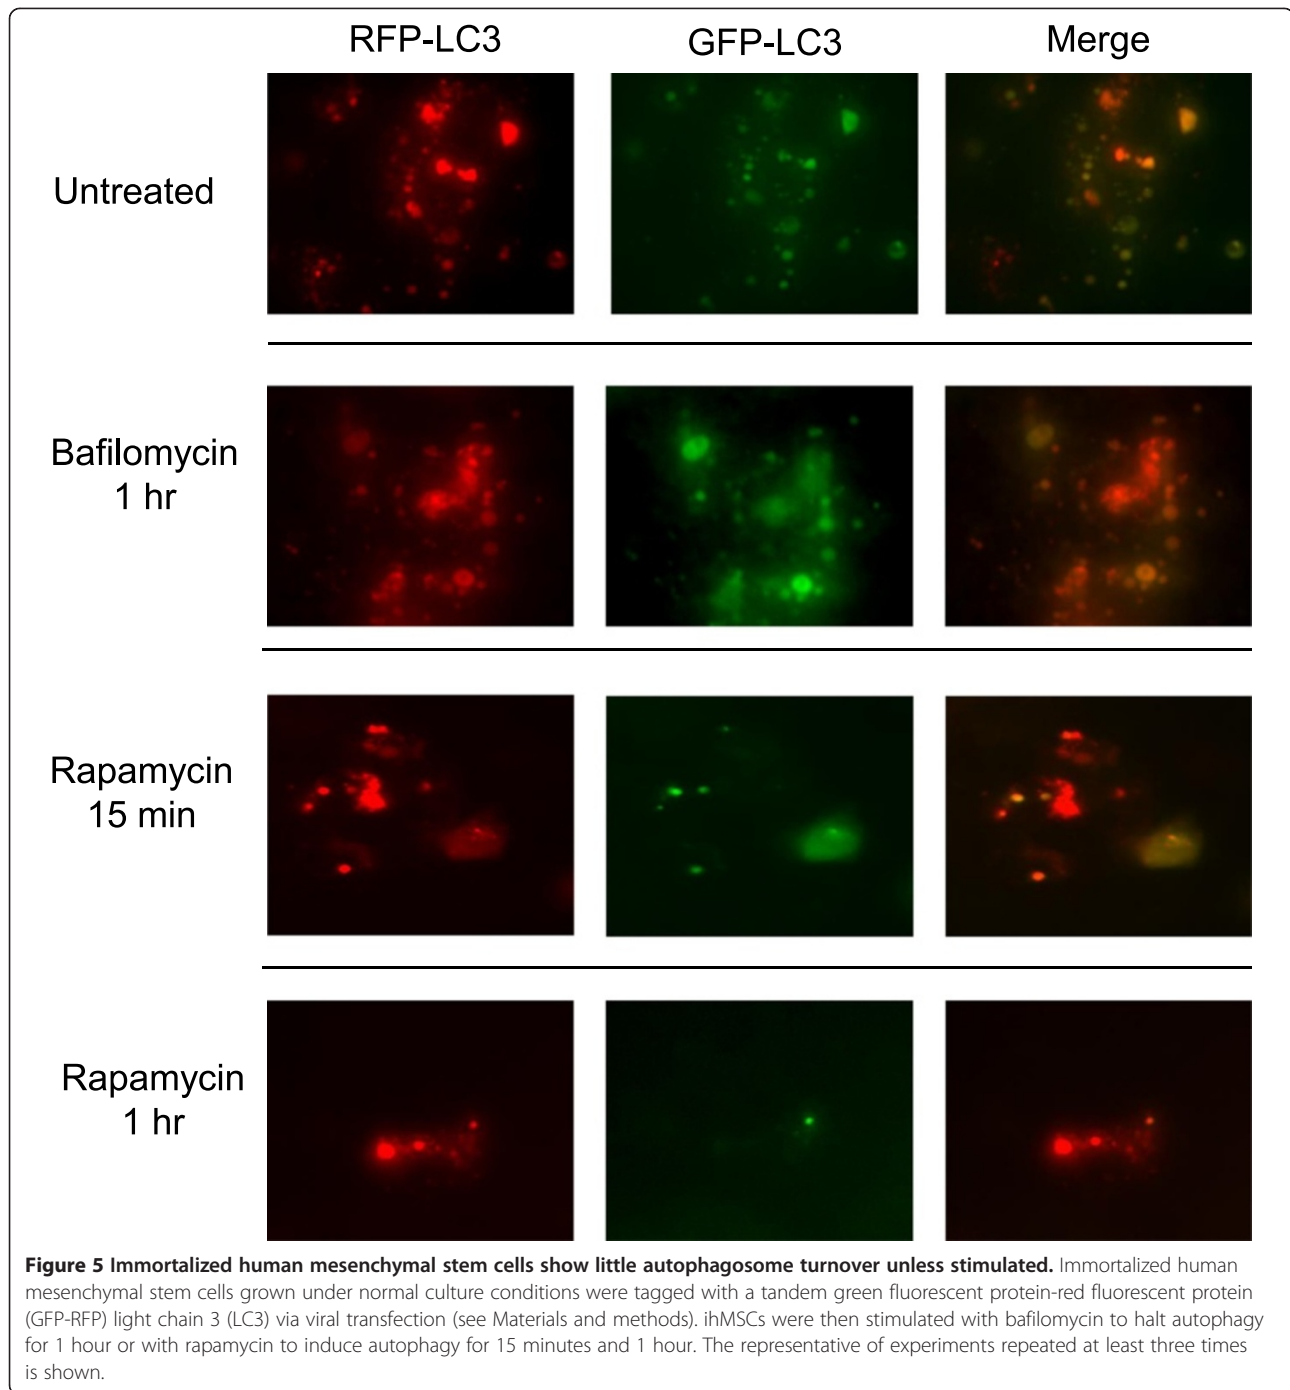 RFP-LC3 GFP-LC3 Merge
Untreated
Bafilomycin
1 hr
Rapamycin
15 min
Rapamycin
1 hr
Figure 5 Immortalized human mesenchymal stem cells show little autophagosome turnover unless stimulated. Immortalized human
mesenchymal stem cells grown under normal culture conditions were tagged with a tandem green fluorescent protein-red fluorescent protein
(GFP-RFP) light chain 3 (LC3) via viral transfection (see Materials and methods). ihMSCs were then stimulated with bafilomycin to halt autophagy
for 1 hour or with rapamycin to induce autophagy for 15 minutes and 1 hour. The representative of experiments repeated at least three times
is shown.